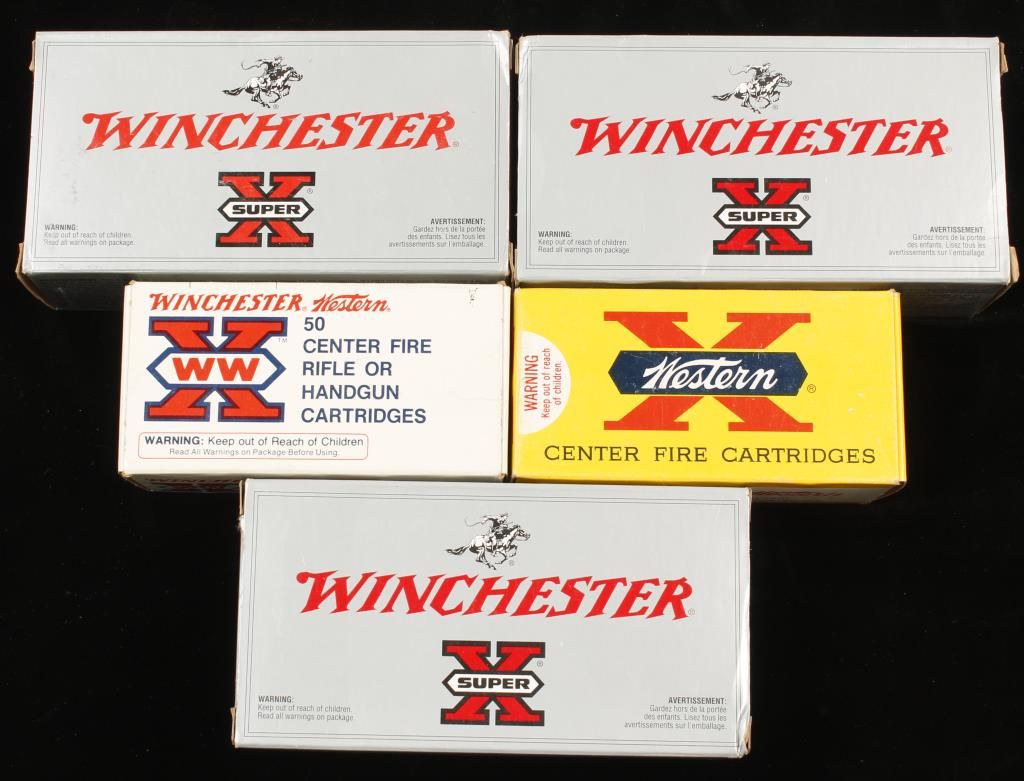 WINCHESTER®
X SUPER ®
WARNING:
Keep out of reach of children.
Read all warnings on package.
AVERTISSEMENT:
Gardez hors de la portée
des enfants. Lisez tous les
avertissements sur l'emballage.
WINCHESTER®
X SUPER ®
WARNING:
Keep out of reach of children.
Read all warnings on package.
AVERTISSEMENT:
Gardez hors de la portée
des enfants. Lisez tous les
avertissements sur l'emballage.
WINCHESTER® Western®
X WW ™
50
CENTER FIRE
RIFLE OR
HANDGUN
CARTRIDGES
WARNING: Keep out of Reach of Children
Read All Warnings on Package Before Using.
WARNING
Keep out of reach
of children.
X Western ®
CENTER FIRE CARTRIDGES
WINCHESTER®
X SUPER ®
WARNING:
Keep out of reach of children.
Read all warnings on package.
AVERTISSEMENT:
Gardez hors de la portée
des enfants. Lisez tous les
avertissements sur l'emballage.